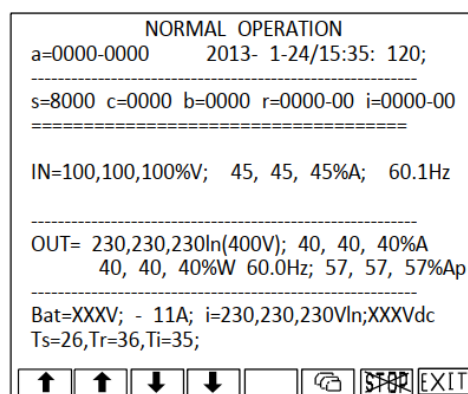 NORMAL OPERATION
a=0000-0000 2013- 1-24/15:35: 120;
s=8000 c=0000 b=0000 r=0000-00 i=0000-00
IN=100,100,100%V; 45, 45, 45%A; 60.1Hz
OUT= 230,230,230ln(400V); 40, 40, 40%A
40, 40, 40%W 60.0Hz; 57, 57, 57%Ap
Bat=XXXV; - 11A; i=230,230,230Vln;XXXVdc
Ts=26,Tr=36,Ti=35;
STOP EXIT